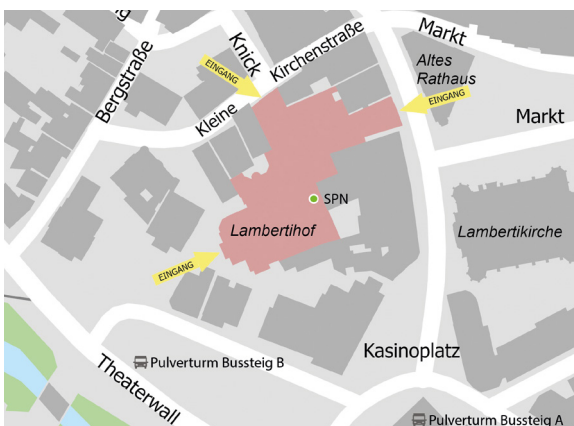 Markt
Knick
Kirchenstraße
Bergstraße
EINGANG
Altes
Rathaus
EINGANG
Kleine
Markt
SPN
Lambertihof
Lambertikirche
EINGANG
Kasinoplatz
Pulverturm Bussteig B
Theaterwall
Pulverturm Bussteig A